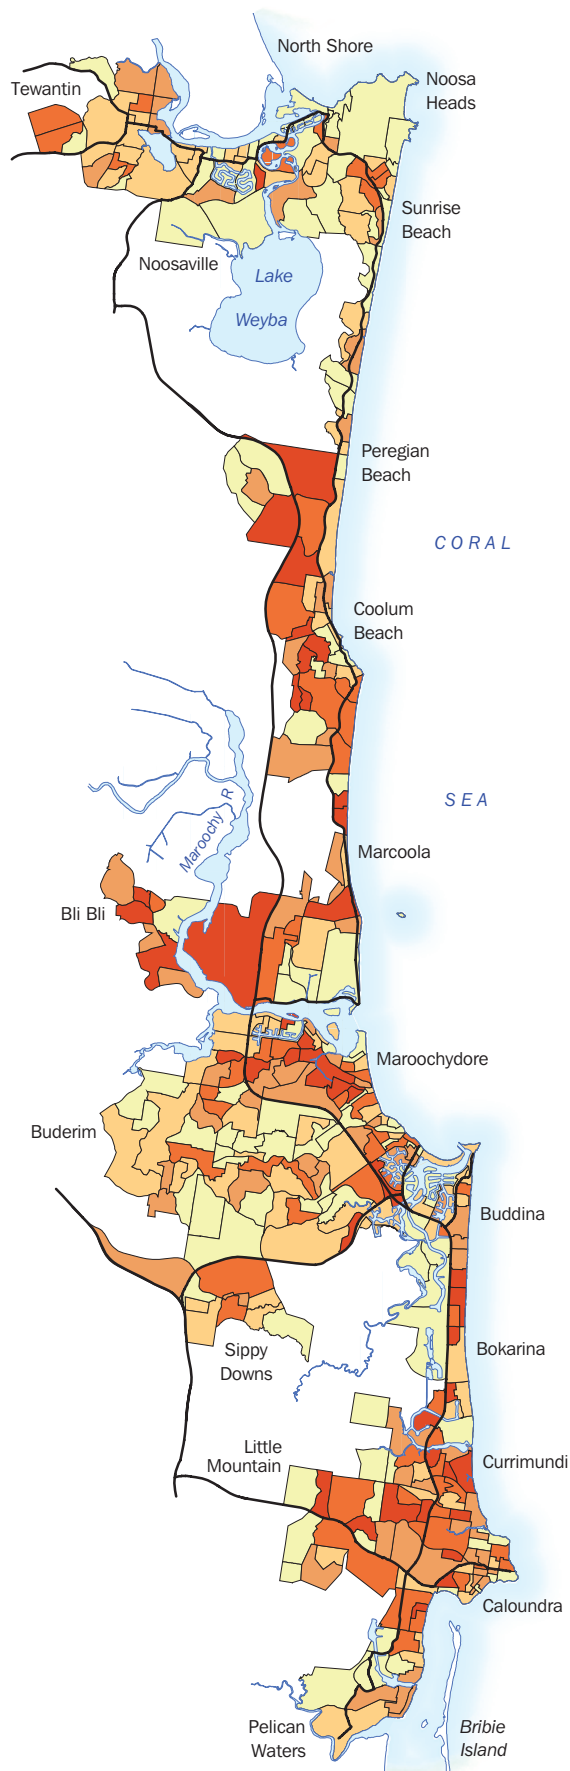 North Shore
Tewantin
Noosa
Heads
Sunrise
Beach
Noosaville
Lake
Weyba
Peregian
Beach
CORAL
Coolum
Beach
SEA
Maroochy R
Marcoola
Bli Bli
Maroochydore
Buderim
Buddina
Sippy
Downs
Bokarina
Little
Mountain
Currimundi
Caloundra
Pelican
Waters
Bribie
Island